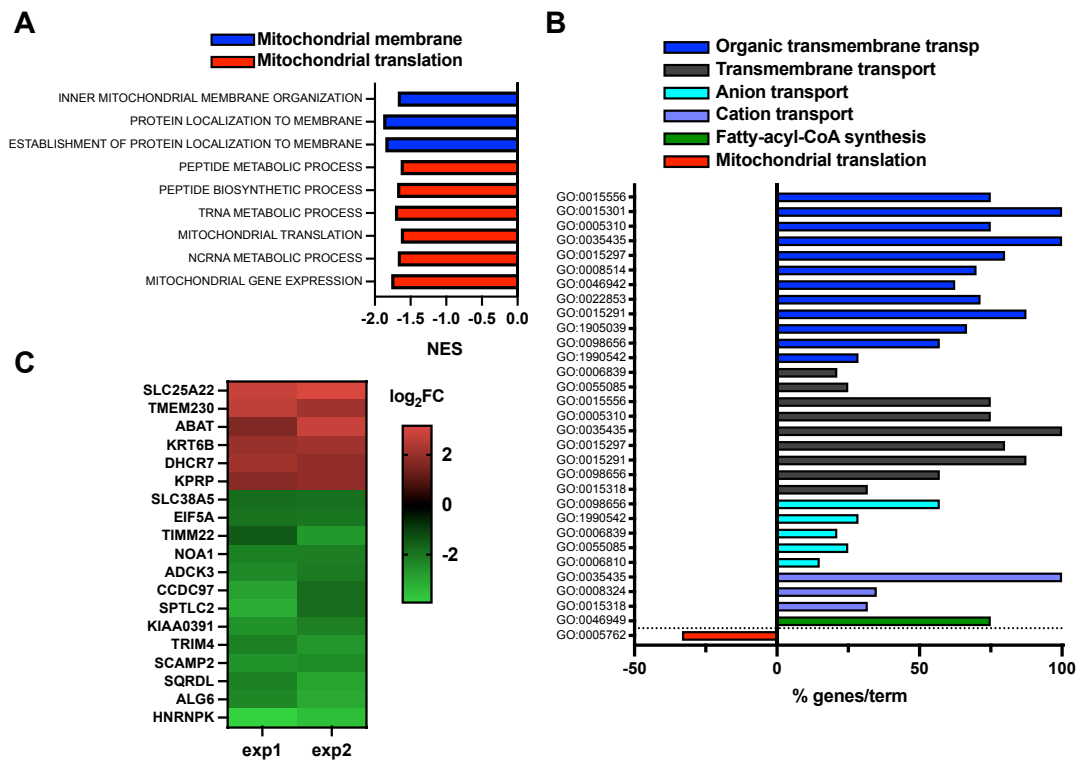 A
Mitochondrial membrane
Mitochondrial translation
INNER MITOCHONDRIAL MEMBRANE ORGANIZATION
PROTEIN LOCALIZATION TO MEMBRANE
ESTABLISHMENT OF PROTEIN LOCALIZATION TO MEMBRANE
PEPTIDE METABOLIC PROCESS
PEPTIDE BIOSYNTHETIC PROCESS
TRNA METABOLIC PROCESS
MITOCHONDRIAL TRANSLATION
NCRNA METABOLIC PROCESS
MITOCHONDRIAL GENE EXPRESSION
-2.0 -1.5 -1.0 -0.5 0.0
NES
B
Organic transmembrane transp
Transmembrane transport
Anion transport
Cation transport
Fatty-acyl-CoA synthesis
Mitochondrial translation
GO:0015556
GO:0015301
GO:0005310
GO:0035435
GO:0015297
GO:0008514
GO:0046942
GO:0022853
GO:0015291
GO:1905039
GO:0098656
GO:1990542
GO:0006839
GO:0055085
GO:0015556
GO:0005310
GO:0035435
GO:0015297
GO:0015291
GO:0098656
GO:0015318
GO:0098656
GO:1990542
GO:0006839
GO:0055085
GO:0006810
GO:0035435
GO:0008324
GO:0015318
GO:0046949
GO:0005762
-50 0 50 100
% genes/term
C
SLC25A22
TMEM230
ABAT
KRT6B
DHCR7
KPRP
SLC38A5
EIF5A
TIMM22
NOA1
ADCK3
CCDC97
SPTLC2
KIAA0391
TRIM4
SCAMP2
SQRDL
ALG6
HNRNPK
exp1 exp2
log2FC
2
0
-2